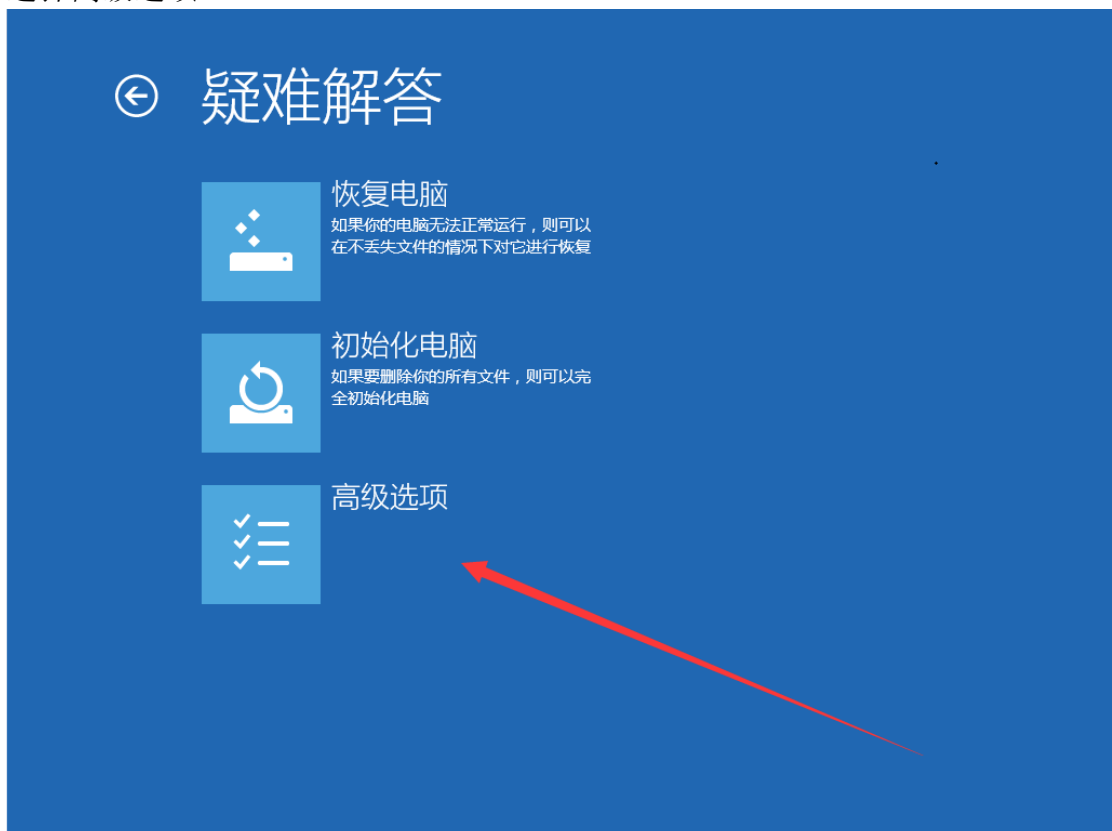 疑难解答
恢复电脑
如果你的电脑无法正常运行，则可以
在不丢失文件的情况下对它进行恢复
初始化电脑
如果要删除你的所有文件，则可以完
全初始化电脑
高级选项